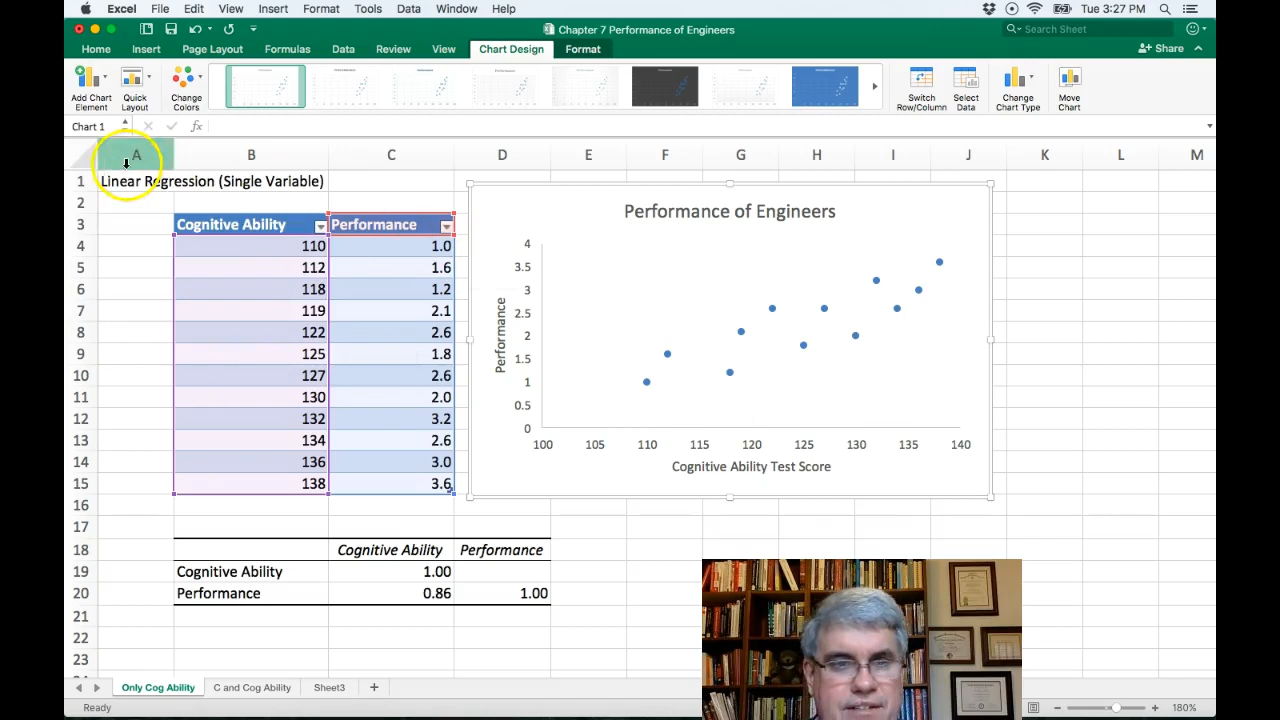 Excel File Edit View Insert Format Tools Data Window Help Tue 3:27 PM
Chapter 7 Performance of Engineers Search Sheet
Home Insert Page Layout Formulas Data Review View Chart Design Format Share
Add Chart Element Quick Layout Change Colors Switch Row/Column Select Data Change Chart Type Move Chart
Chart 1 fx
A B C D E F G H I J K L M
1 Linear Regression (Single Variable)
2
3 Cognitive Ability Performance
4 110 1.0
5 112 1.6
6 118 1.2
7 119 2.1
8 122 2.6
9 125 1.8
10 127 2.6
11 130 2.0
12 132 3.2
13 134 2.6
14 136 3.0
15 138 3.6
16
17
18 Cognitive Ability Performance
19 Cognitive Ability 1.00
20 Performance 0.86 1.00
21
22
23
Performance of Engineers
Performance
4
3.5
3
2.5
2
1.5
1
0.5
0
100 105 110 115 120 125 130 135 140
Cognitive Ability Test Score
Only Cog Ability C and Cog Ability Sheet3 +
Ready 180%